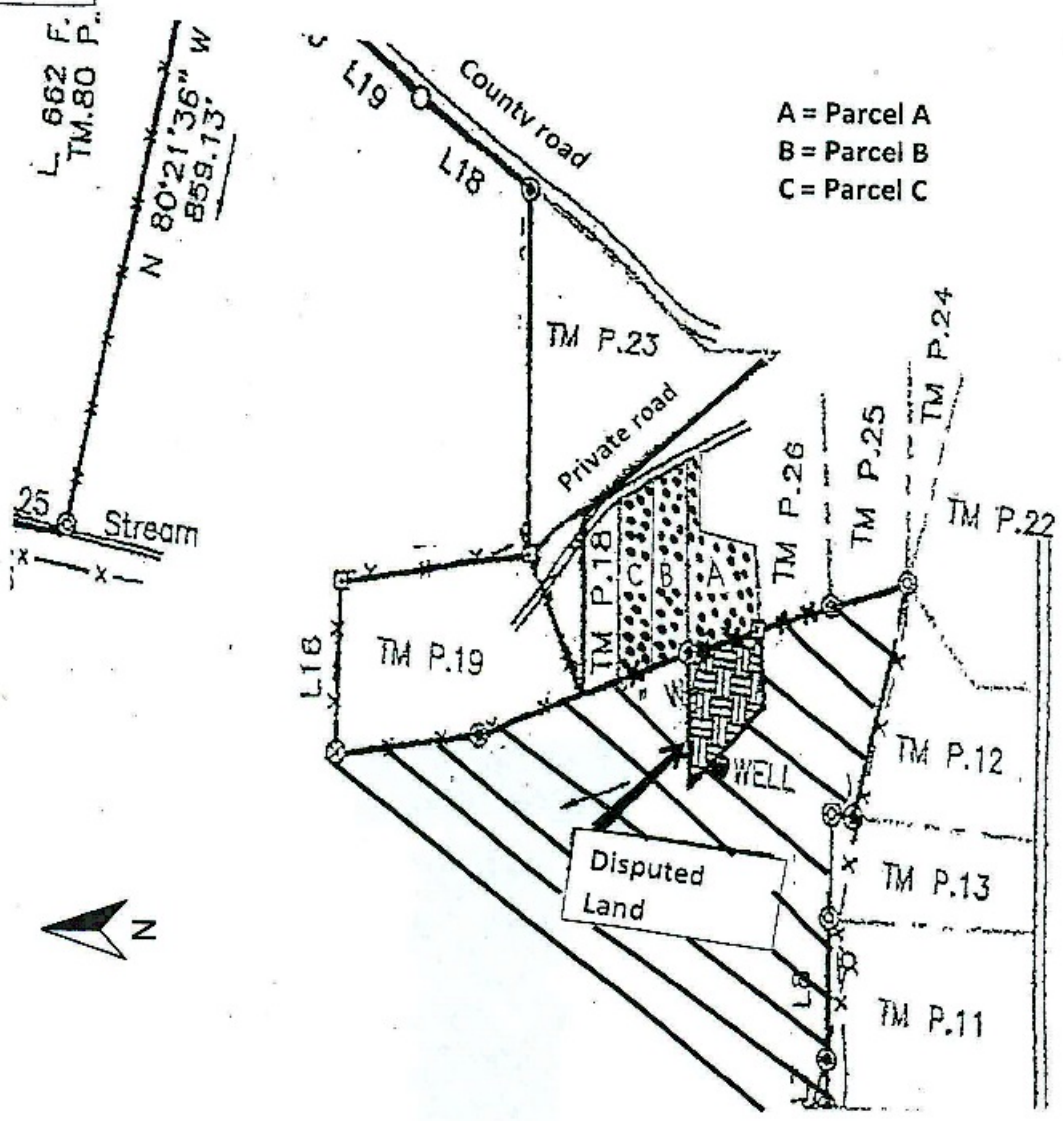 L 662 F.
TM.80 P.
N 80°21'36" W
859.13'
25
Stream
L19
L18
County road
A = Parcel A
B = Parcel B
C = Parcel C
TM P.23
Private road
TM P.26
TM P.25
TM P.24
TM P.22
TM P.18
C
B
A
L16
TM P.19
W
WELL
TM P.12
Disputed
Land
TM P.13
N
TM P.11